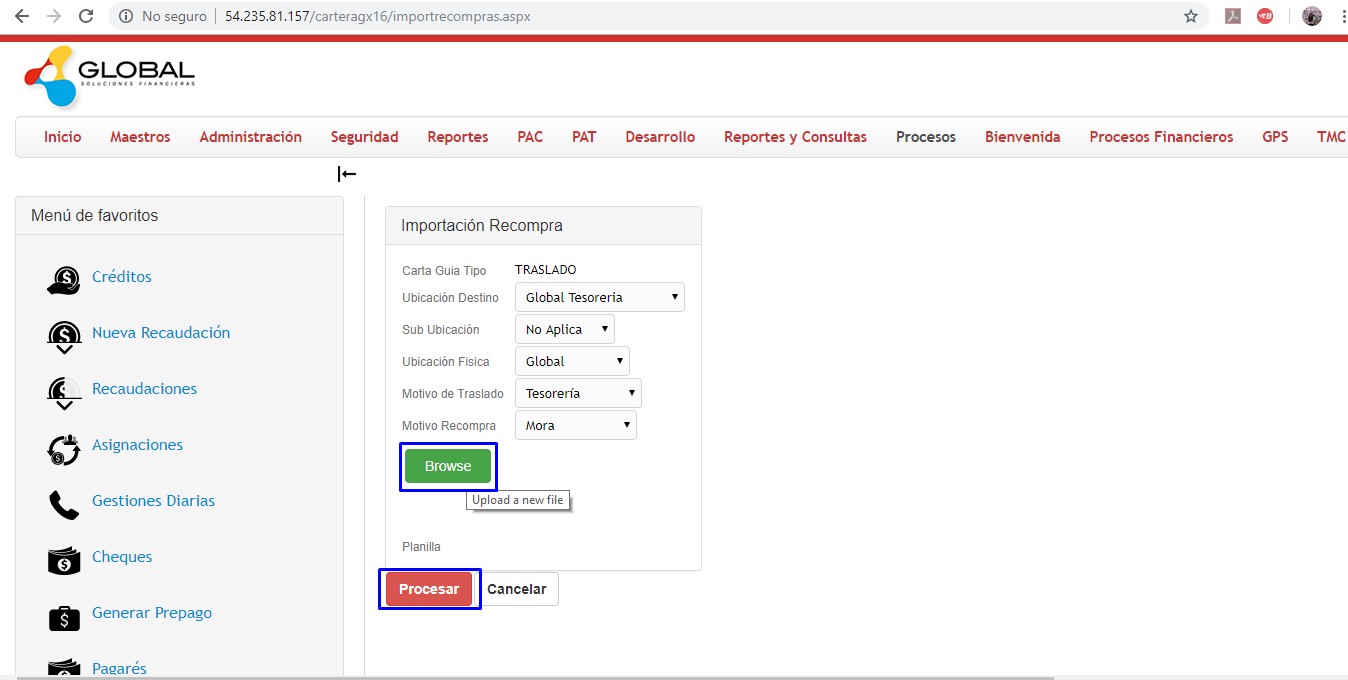 No seguro | 54.235.81.157/carteragx16/importrecompras.aspx
GLOBAL
SOLUCIONES FINANCIERAS
Inicio Maestros Administración Seguridad Reportes PAC PAT Desarrollo Reportes y Consultas Procesos Bienvenida Procesos Financieros GPS TMC
Menú de favoritos
Créditos
Nueva Recaudación
Recaudaciones
Asignaciones
Gestiones Diarias
Cheques
Generar Prepago
Pagarés
Importación Recompra
Carta Guia Tipo TRASLADO
Ubicación Destino Global Tesoreria
Sub Ubicación No Aplica
Ubicación Fisica Global
Motivo de Traslado Tesorería
Motivo Recompra Mora
Browse
Upload a new file
Planilla
Procesar Cancelar